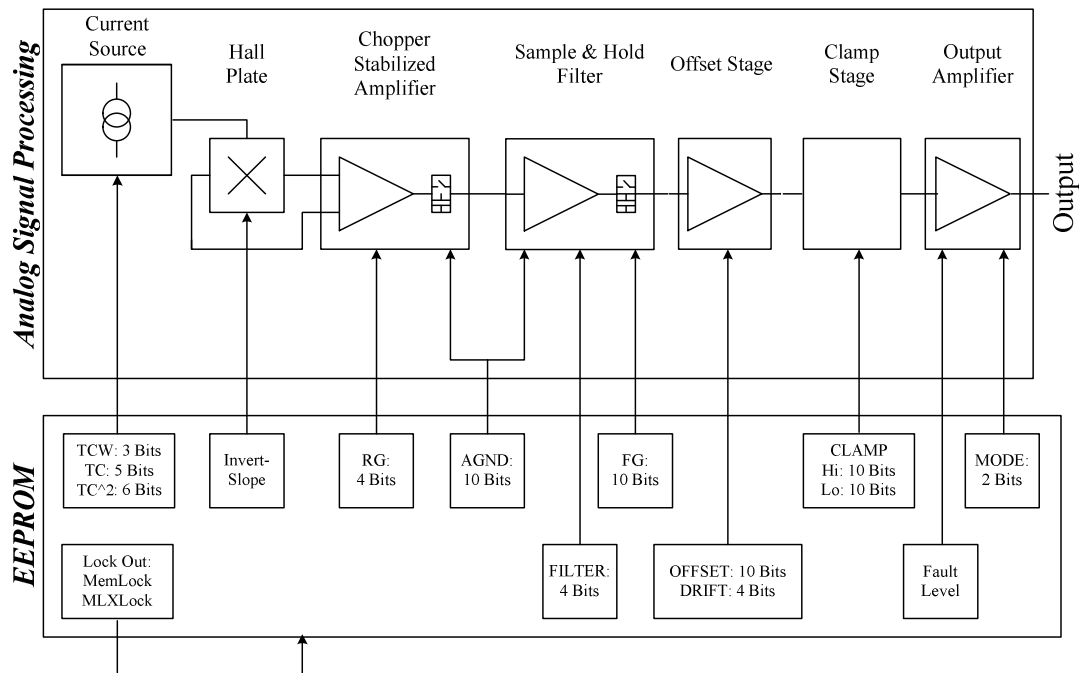 Current
Source
Hall
Plate
Chopper
Stabilized
Amplifier
Sample & Hold
Filter
Offset Stage
Clamp
Stage
Output
Amplifier
Analog Signal Processing
Output
EEPROM
TCW: 3 Bits
TC: 5 Bits
TC^2: 6 Bits
Invert-
Slope
RG:
4 Bits
AGND:
10 Bits
FG:
10 Bits
CLAMP
Hi: 10 Bits
Lo: 10 Bits
MODE:
2 Bits
Lock Out:
MemLock
MLXLock
FILTER:
4 Bits
OFFSET: 10 Bits
DRIFT: 4 Bits
Fault
Level